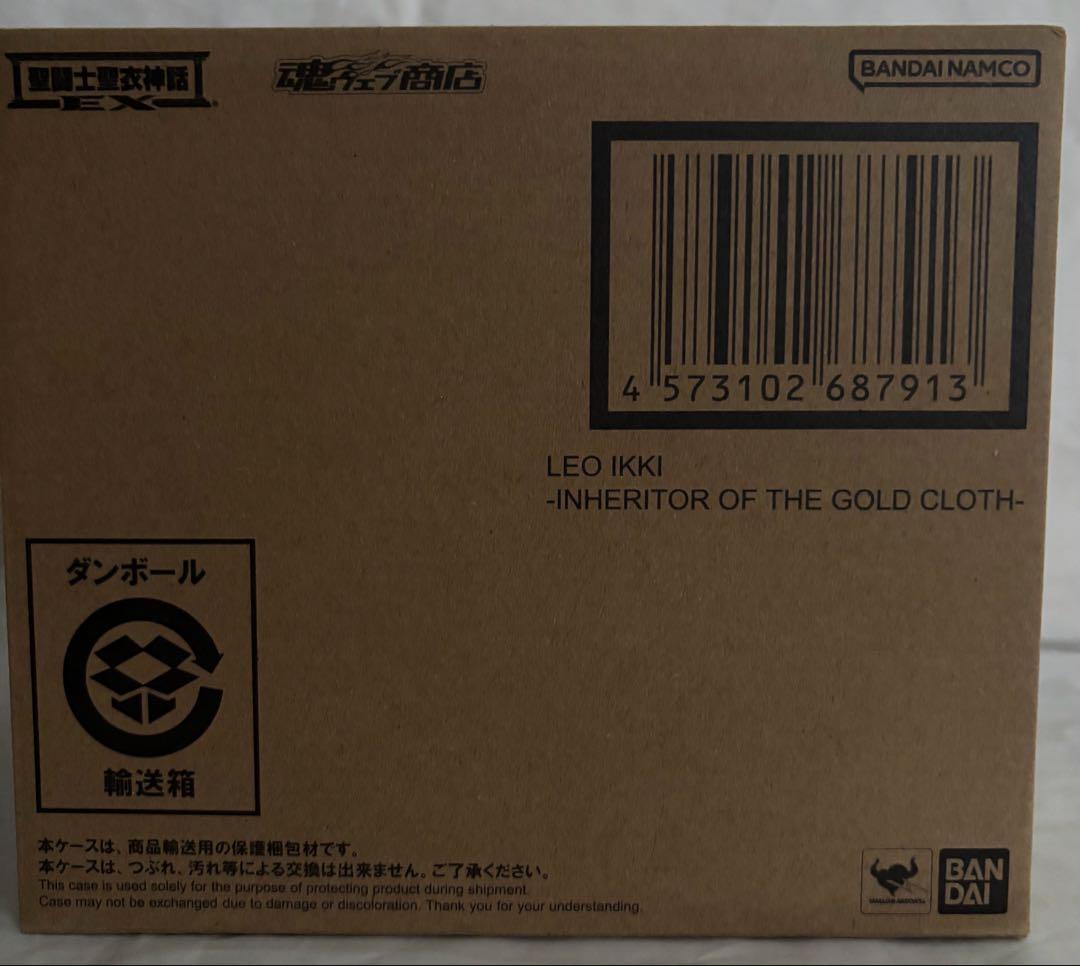 聖闘士聖衣神話
EX
魂ウェブ商店
BANDAI NAMCO
4 573102 687913
LEO IKKI
-INHERITOR OF THE GOLD CLOTH-
ダンボール
輸送箱
本ケースは、商品輸送用の保護梱包材です。
本ケースは、つぶれ、汚れ等による交換は出来ません。ご了承ください。
This case is used solely for the purpose of protecting product during shipment.
Case may not be exchanged due to damage or discoloration. Thank you for your understanding.
BAN
DAI